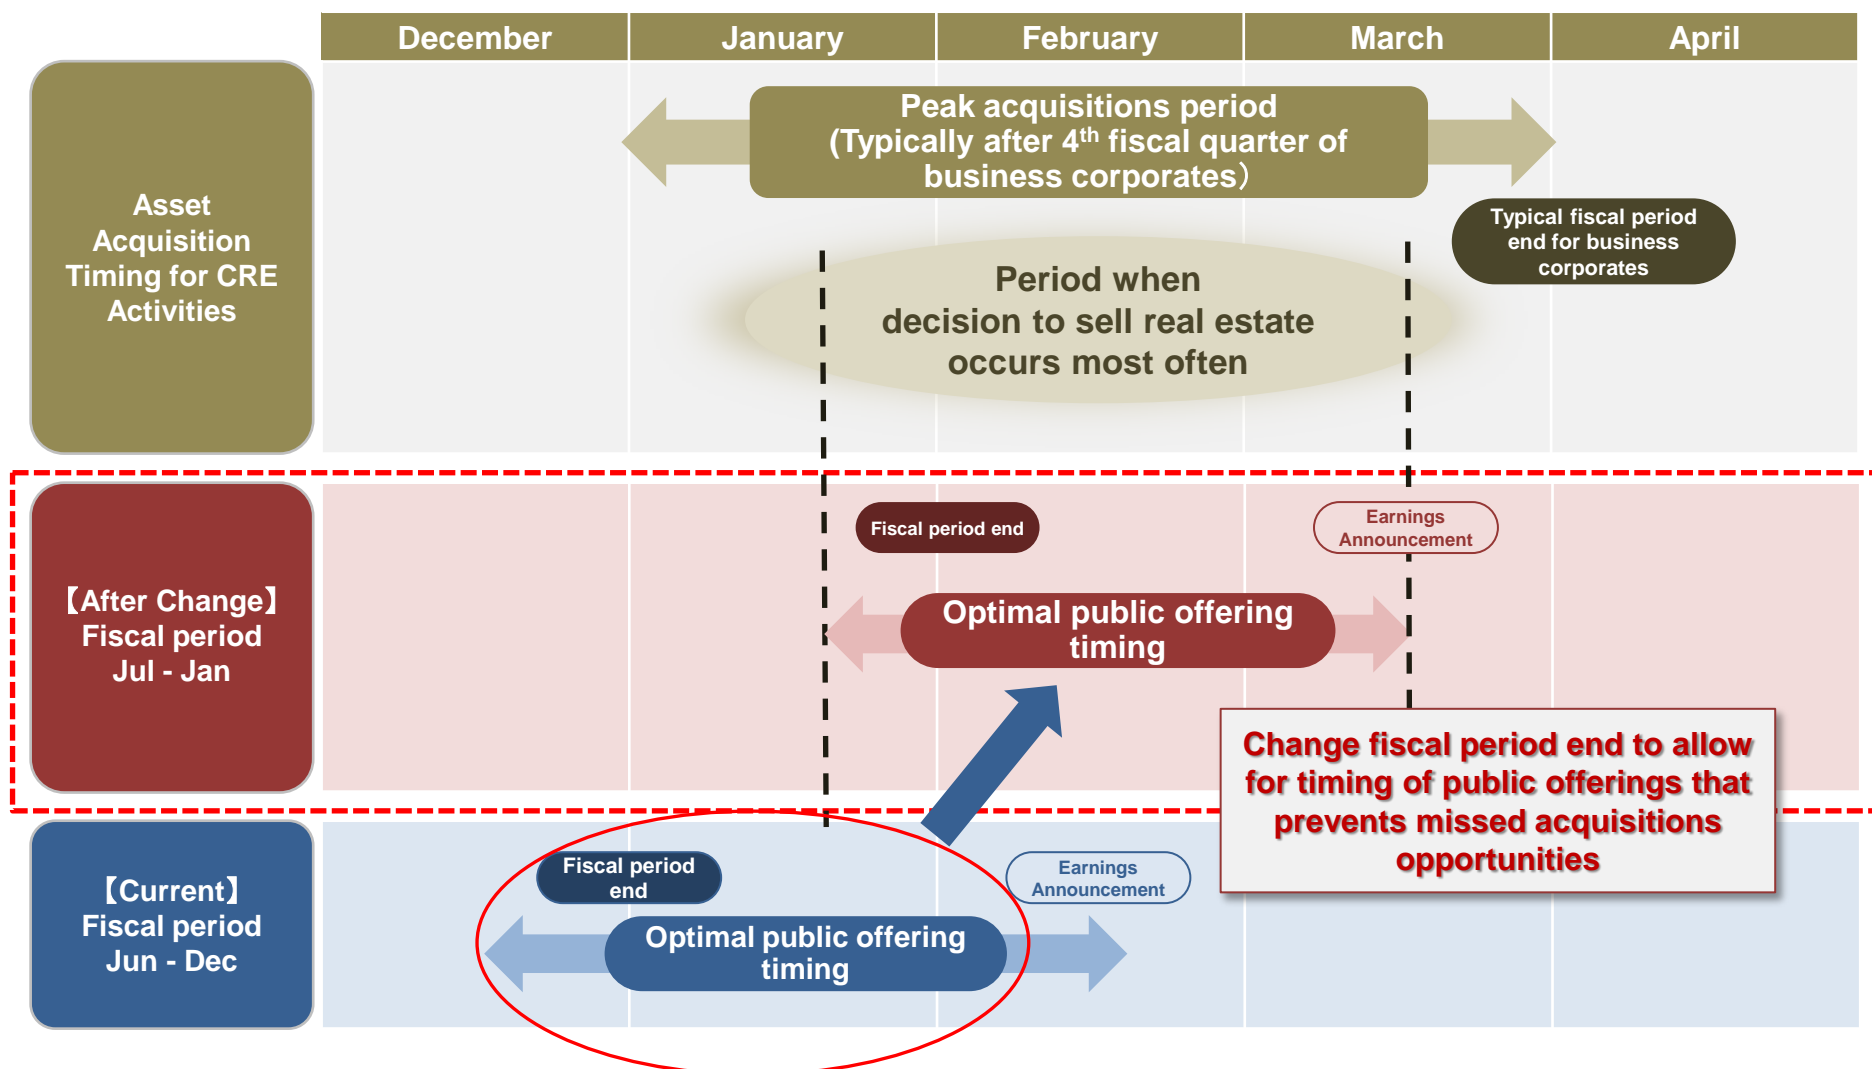 December January February March April
Asset
Acquisition
Timing for CRE
Activities
Peak acquisitions period
(Typically after 4th fiscal quarter of
business corporates）
Typical fiscal period
end for business
corporates
Period when
decision to sell real estate
occurs most often
【After Change】
Fiscal period
Jul - Jan
Fiscal period end
Earnings
Announcement
Optimal public offering
timing
Change fiscal period end to allow
for timing of public offerings that
prevents missed acquisitions
opportunities
【Current】
Fiscal period
Jun - Dec
Fiscal period
end
Earnings
Announcement
Optimal public offering
timing